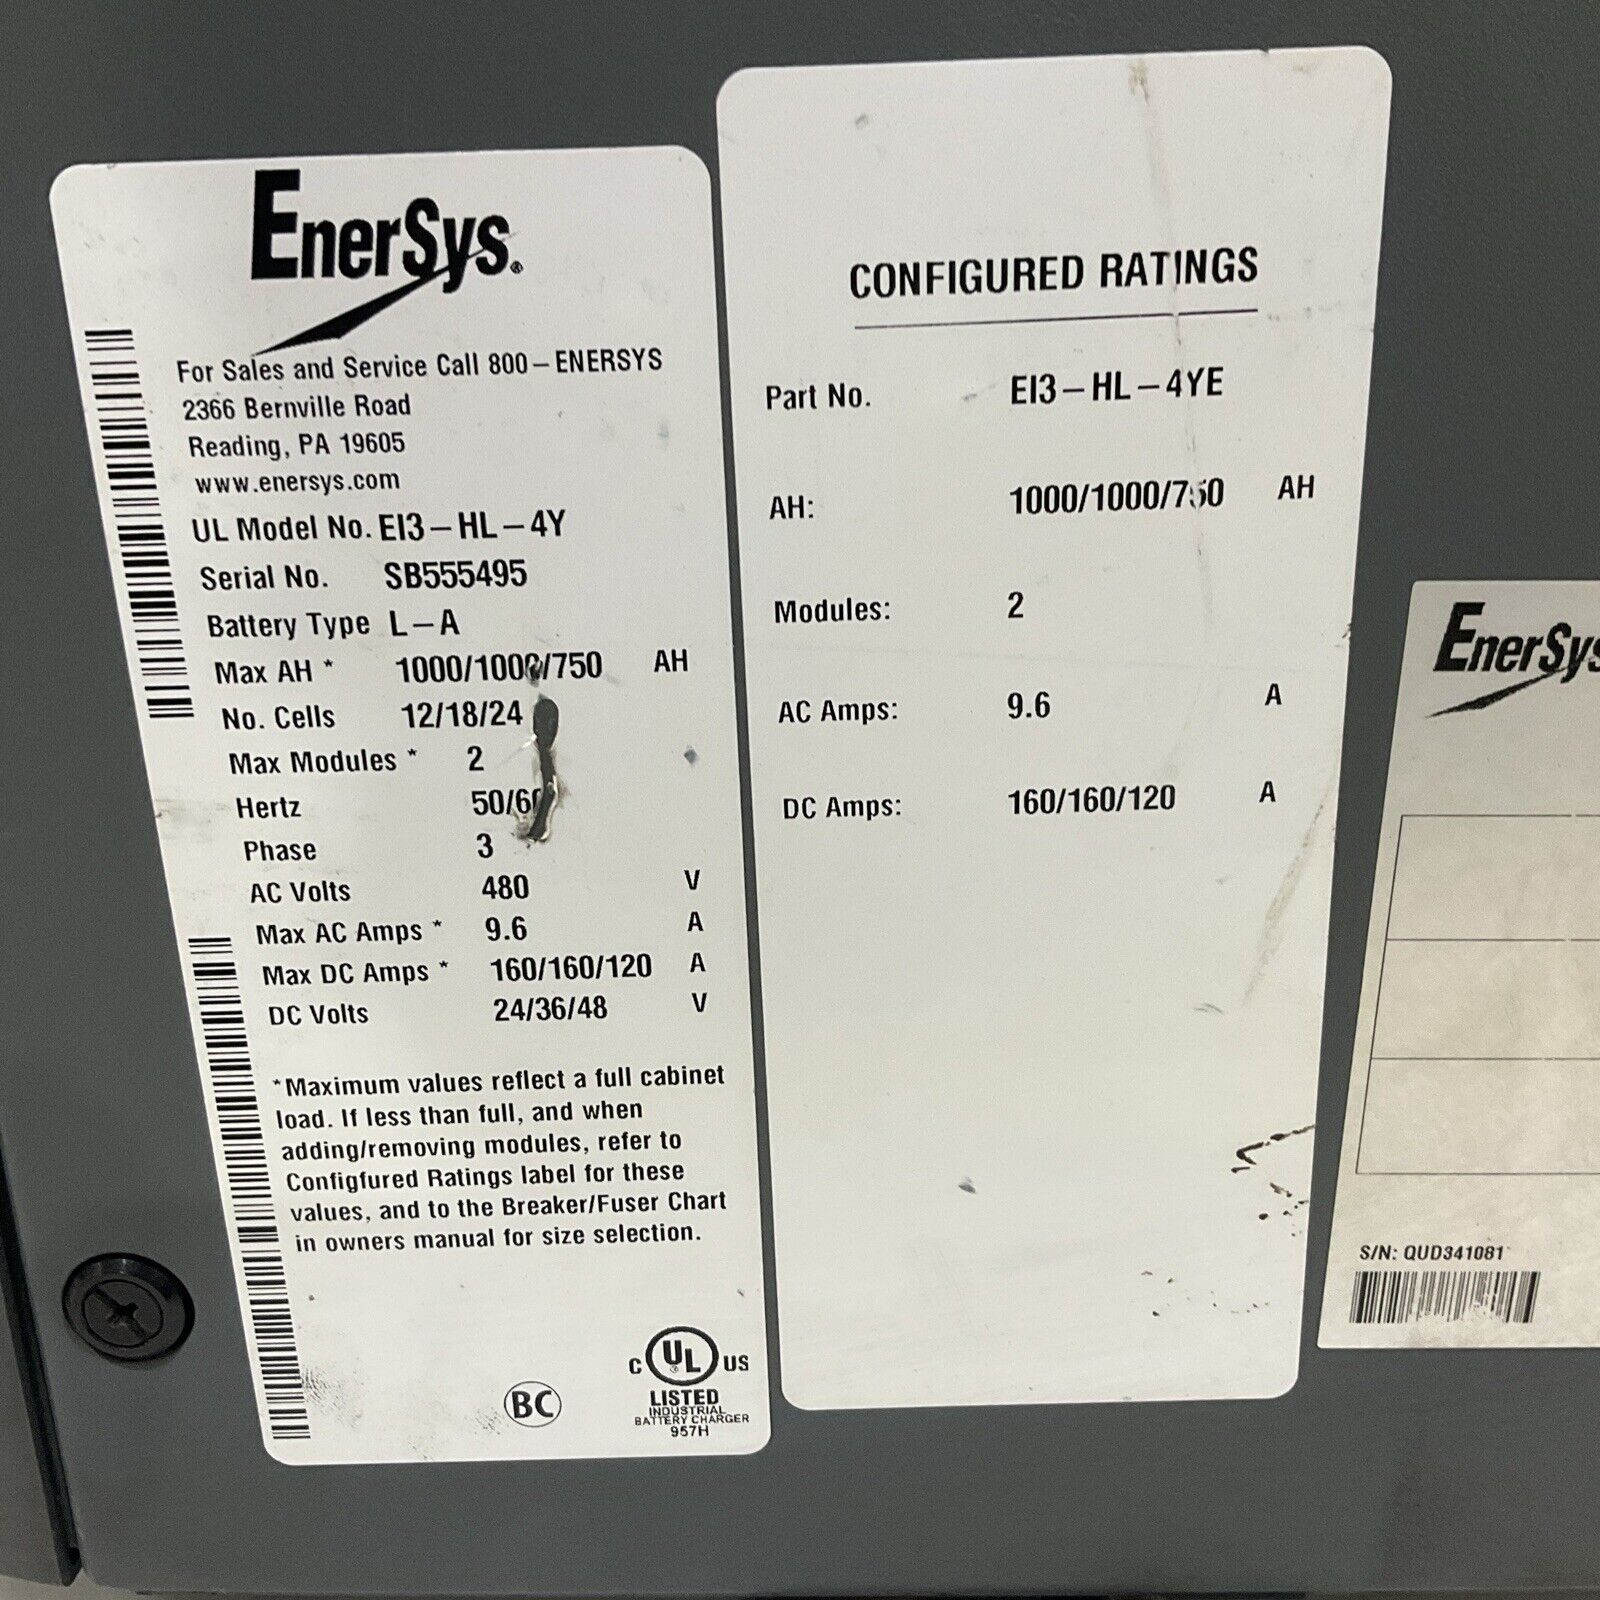 EnerSys®
For Sales and Service Call 800-ENERSYS
2366 Bernville Road
Reading, PA 19605
www.enersys.com
UL Model No. EI3-HL-4Y
Serial No. SB555495
Battery Type L-A
Max AH * 1000/1000/750 AH
No. Cells 12/18/24
Max Modules * 2
Hertz 50/60
Phase 3
AC Volts 480 V
Max AC Amps * 9.6 A
Max DC Amps * 160/160/120 A
DC Volts 24/36/48 V
*Maximum values reflect a full cabinet
load. If less than full, and when
adding/removing modules, refer to
Configfured Ratings label for these
values, and to the Breaker/Fuser Chart
in owners manual for size selection.
BC
C UL® US
LISTED
INDUSTRIAL
BATTERY CHARGER
957H
CONFIGURED RATINGS
Part No. EI3-HL-4YE
AH: 1000/1000/750 AH
Modules: 2
AC Amps: 9.6 A
DC Amps: 160/160/120 A
EnerSys
S/N: QUD341081